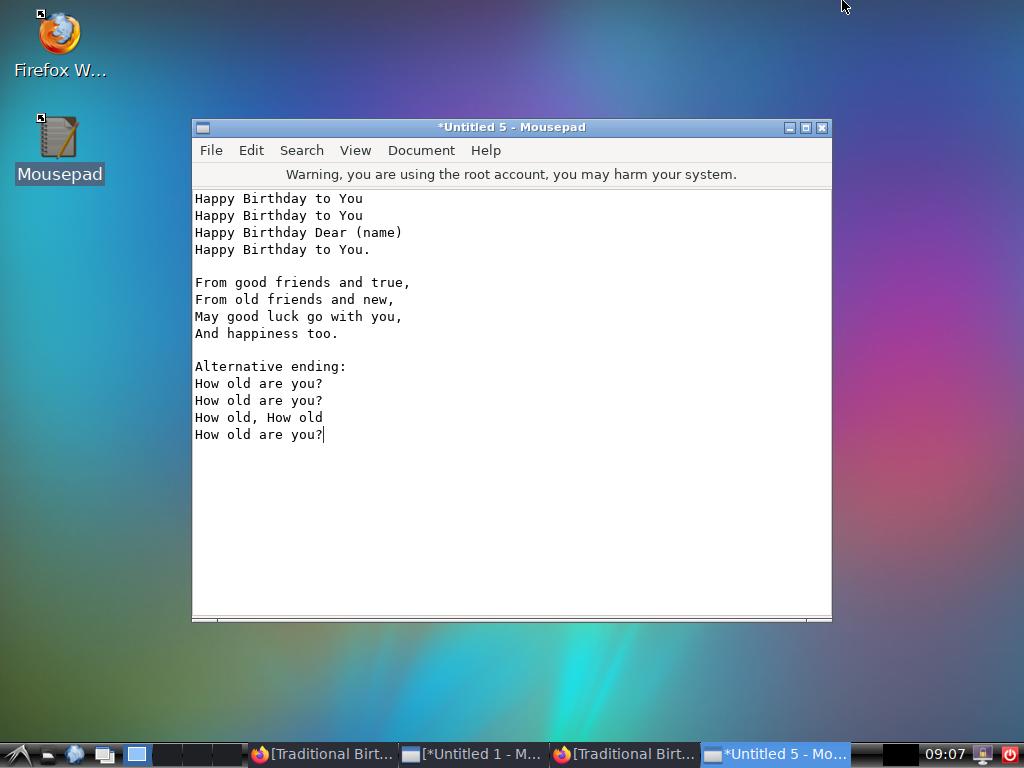 Firefox W...
Mousepad
*Untitled 5 - Mousepad
File Edit Search View Document Help
Warning, you are using the root account, you may harm your system.
Happy Birthday to You
Happy Birthday to You
Happy Birthday Dear (name)
Happy Birthday to You.
From good friends and true,
From old friends and new,
May good luck go with you,
And happiness too.
Alternative ending:
How old are you?
How old are you?
How old, How old
How old are you?
[Traditional Birt... [*Untitled 1 - M... [Traditional Birt... *Untitled 5 - Mo... 09:07